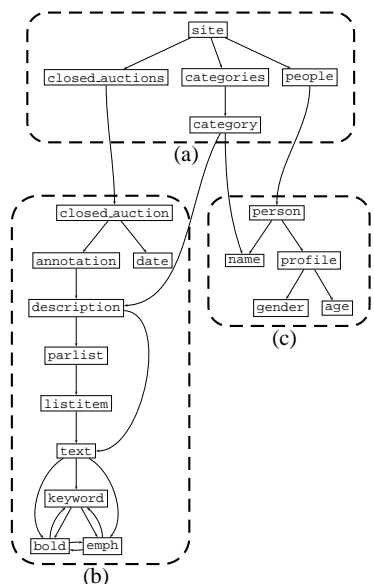 site
closed_auctions categories people
category
(a)
closed_auction
annotation date
description
parlist
listitem
text
keyword
bold emph
(b)
person
name profile
gender age
(c)